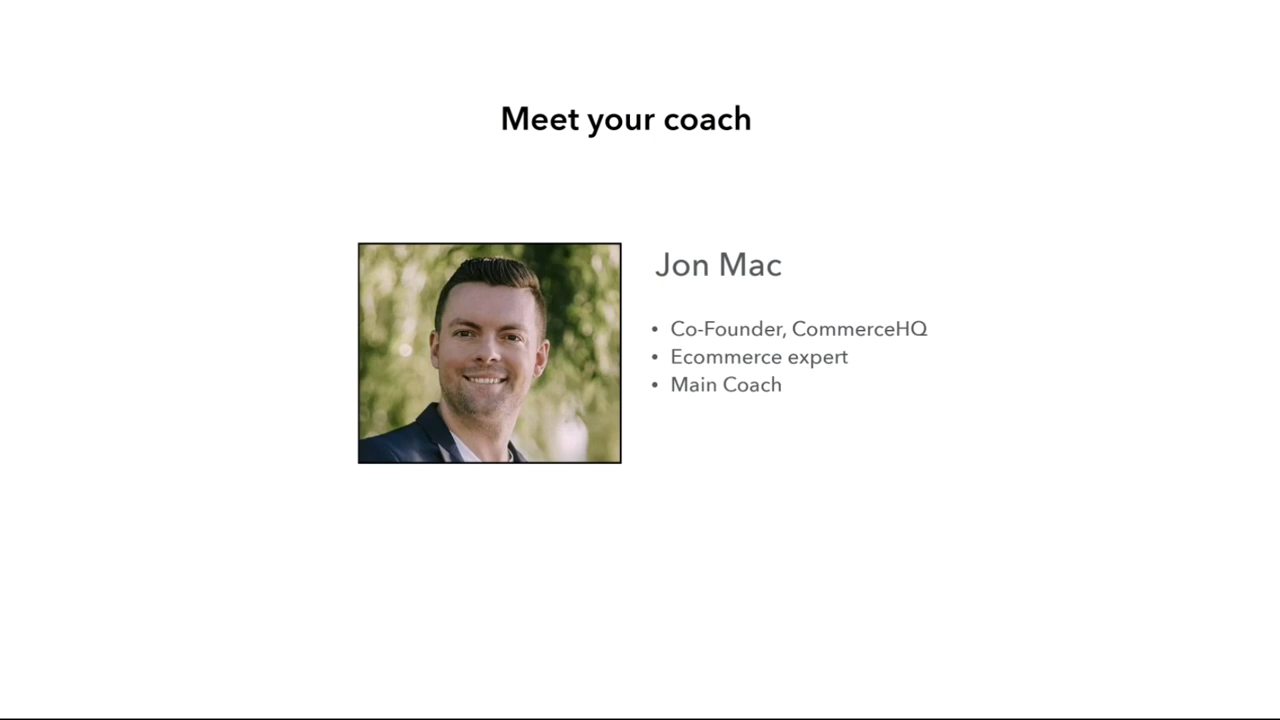 Meet your coach
Jon Mac
• Co-Founder, CommerceHQ
• Ecommerce expert
• Main Coach